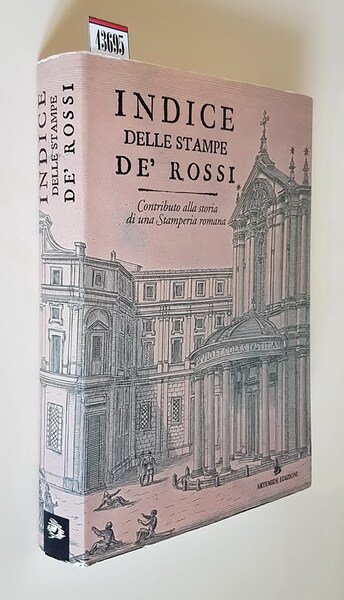 43695
INDICE
DELLE STAMPE
DE' ROSSI
INDICE
DELLE STAMPE
DE' ROSSI
Contributo alla storia
di una Stamperia romana
ARTEMIDE EDIZIONI